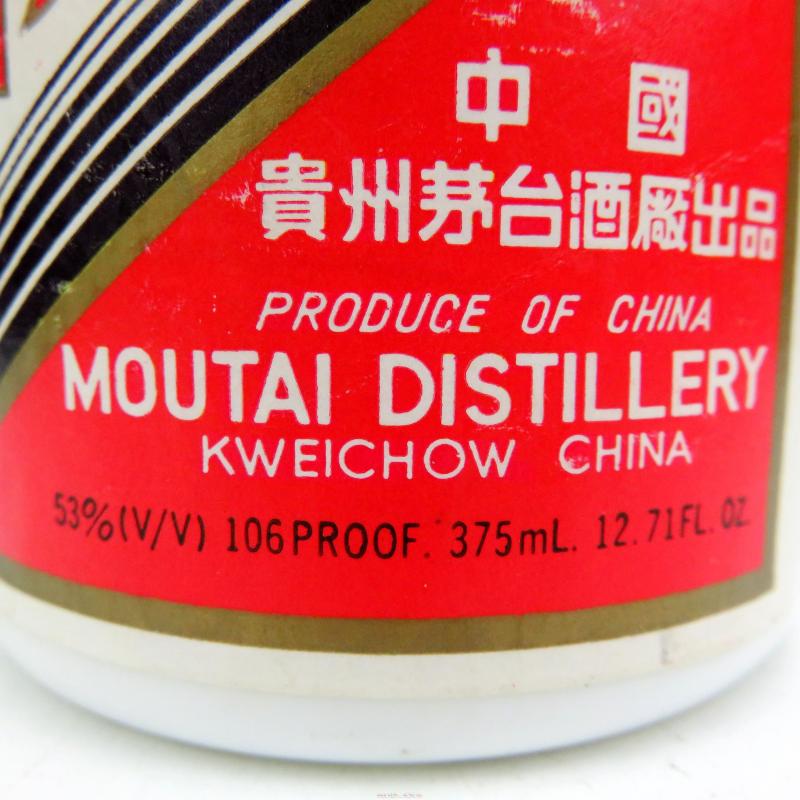 中國
貴州茅台酒廠出品
PRODUCE OF CHINA
MOUTAI DISTILLERY
KWEICHOW CHINA
53%(V/V) 106PROOF. 375mL. 12.71FL. OZ.